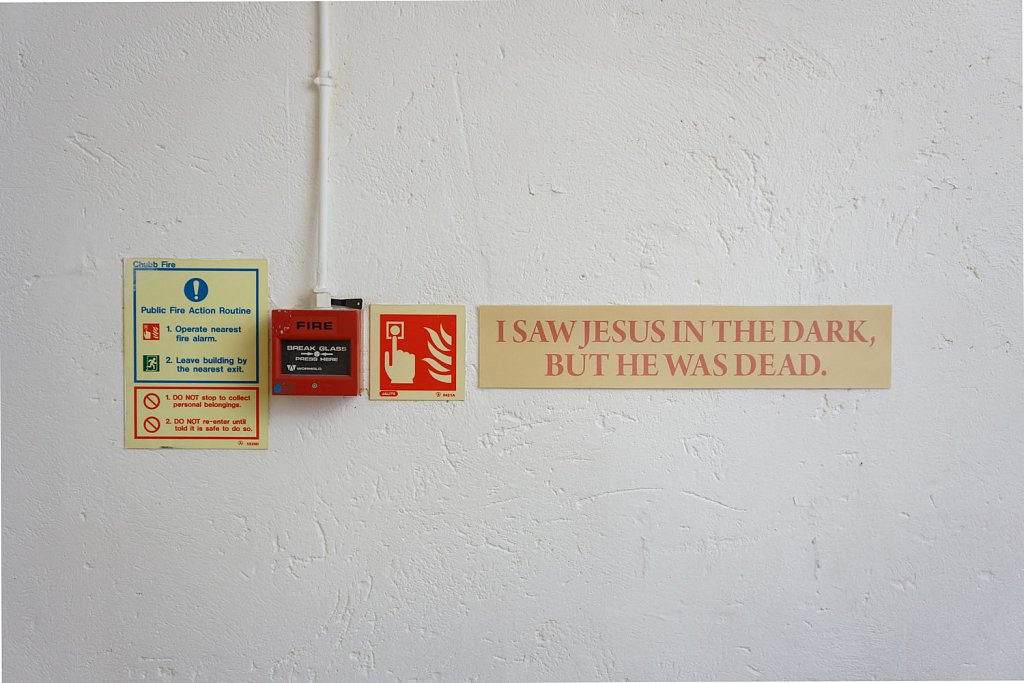 Chubb Fire
Public Fire Action Routine
1. Operate nearest
fire alarm.
2. Leave building by
the nearest exit.
1. DO NOT stop to collect
personal belongings.
2. DO NOT re-enter until
told it is safe to do so.
FIRE
BREAK GLASS
PRESS HERE
WORMALD
I SAW JESUS IN THE DARK,
BUT HE WAS DEAD.